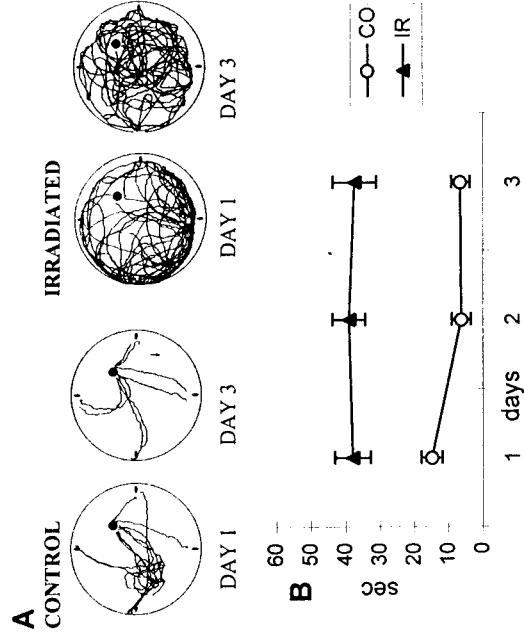 A
CONTROL IRRADIATED
DAY 1 DAY 3 DAY 1 DAY 3
B
60
50
40
30
20
10
0
sec
1 2 3
days
CO
IR